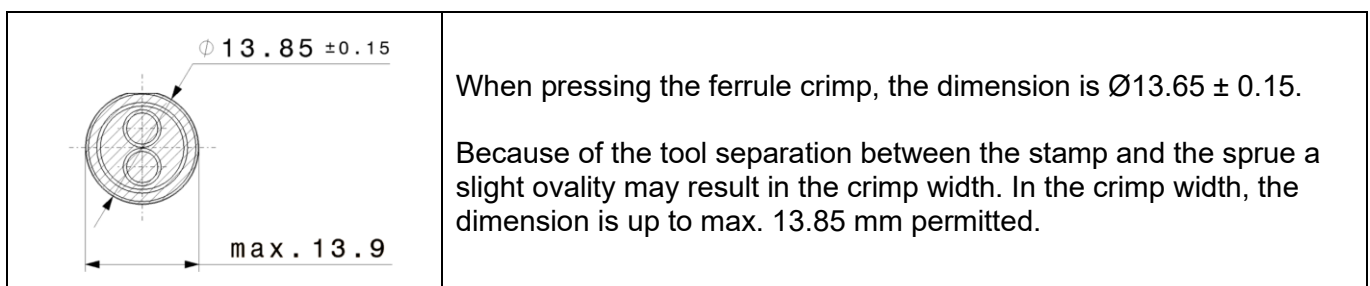 ⌀13.85 ±0.15
max.13.9
When pressing the ferrule crimp, the dimension is Ø13.65 ± 0.15.
Because of the tool separation between the stamp and the sprue a
slight ovality may result in the crimp width. In the crimp width, the
dimension is up to max. 13.85 mm permitted.